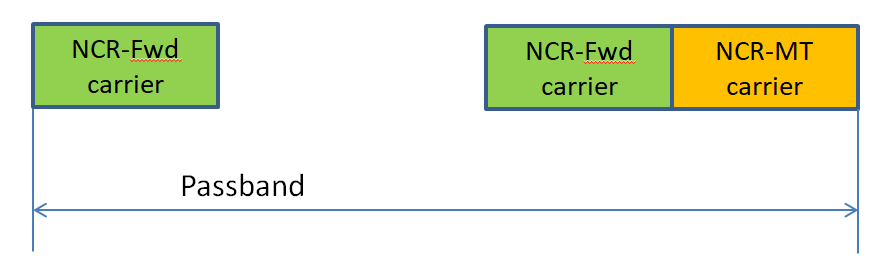 NCR-Fwd
carrier
NCR-Fwd
carrier
NCR-MT
carrier
Passband